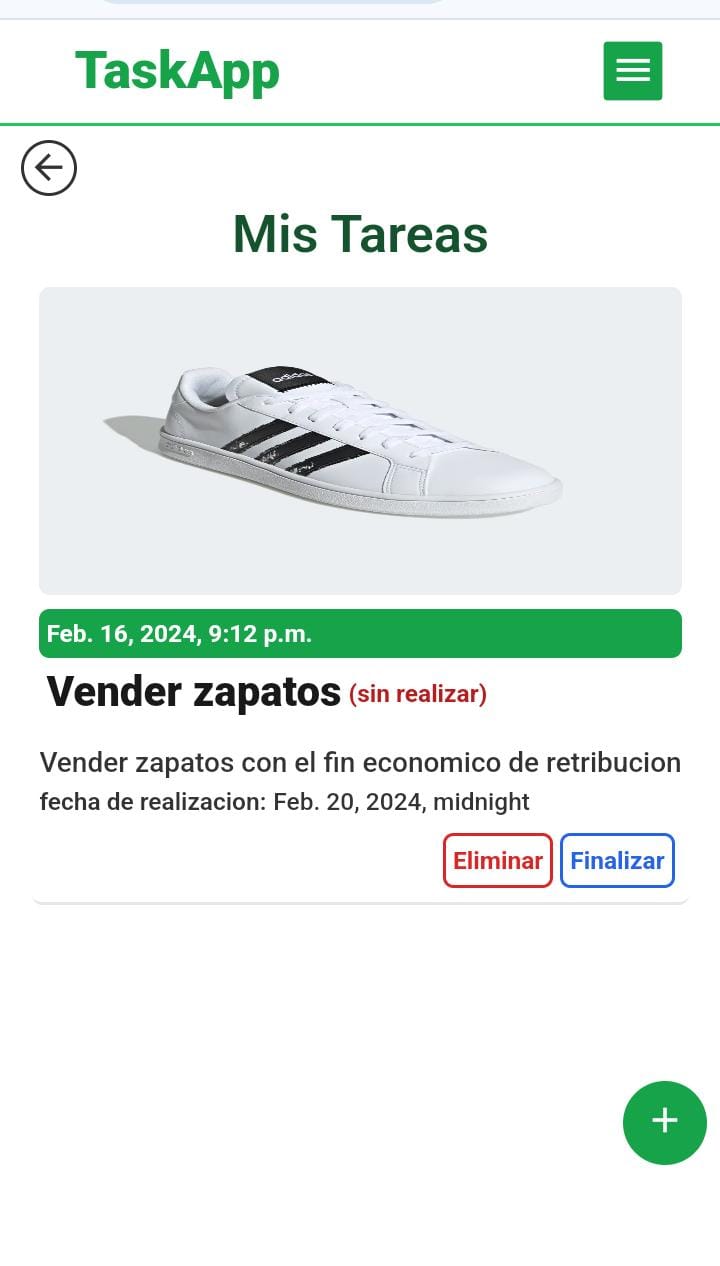 TaskApp
Mis Tareas
adidas
Feb. 16, 2024, 9:12 p.m.
Vender zapatos (sin realizar)
Vender zapatos con el fin economico de retribucion
fecha de realizacion: Feb. 20, 2024, midnight
Eliminar Finalizar